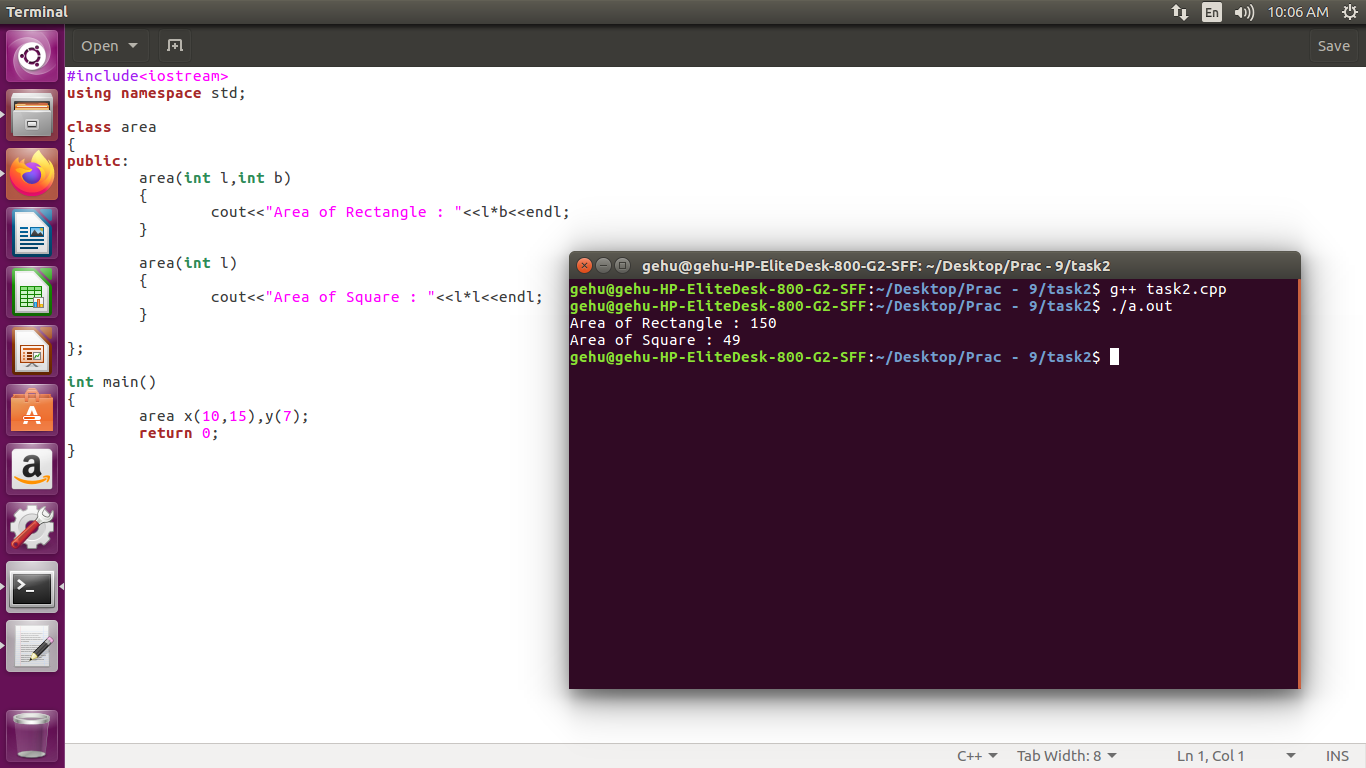 Terminal
En
10:06 AM
Open
Save
#include<iostream>
using namespace std;
class area
{
public:
area(int l,int b)
{
cout<<"Area of Rectangle : "<<l*b<<endl;
}
area(int l)
{
cout<<"Area of Square : "<<l*l<<endl;
}
};
int main()
{
area x(10,15),y(7);
return 0;
}
gehu@gehu-HP-EliteDesk-800-G2-SFF: ~/Desktop/Prac - 9/task2
gehu@gehu-HP-EliteDesk-800-G2-SFF:~/Desktop/Prac - 9/task2$ g++ task2.cpp
gehu@gehu-HP-EliteDesk-800-G2-SFF:~/Desktop/Prac - 9/task2$ ./a.out
Area of Rectangle : 150
Area of Square : 49
gehu@gehu-HP-EliteDesk-800-G2-SFF:~/Desktop/Prac - 9/task2$
C++
Tab Width: 8
Ln 1, Col 1
INS